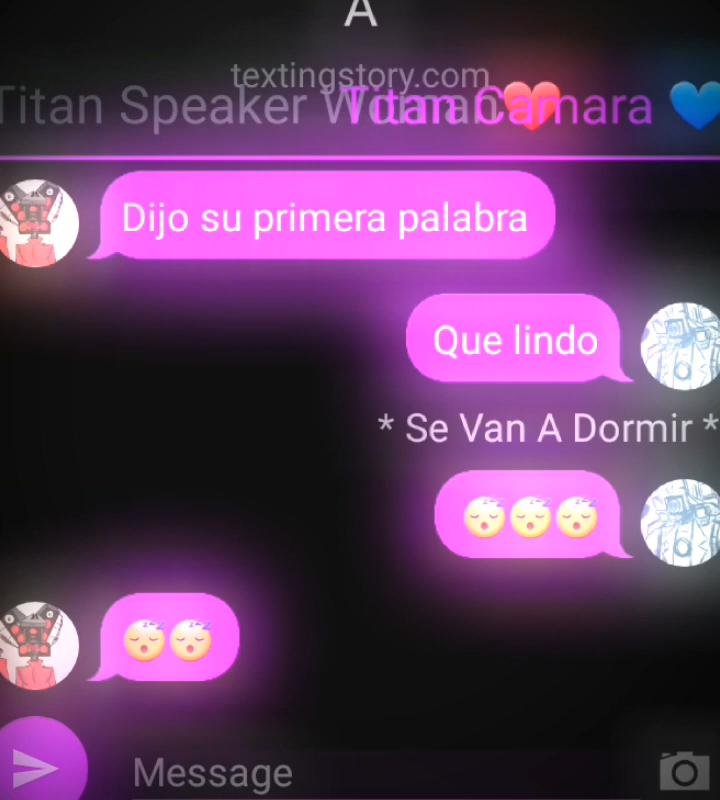 A
textingstory.com
Titan Speaker Woman ❤️
Titan Camara 💙
Dijo su primera palabra
Que lindo
* Se Van A Dormir *
😴😴😴
😴😴
Message